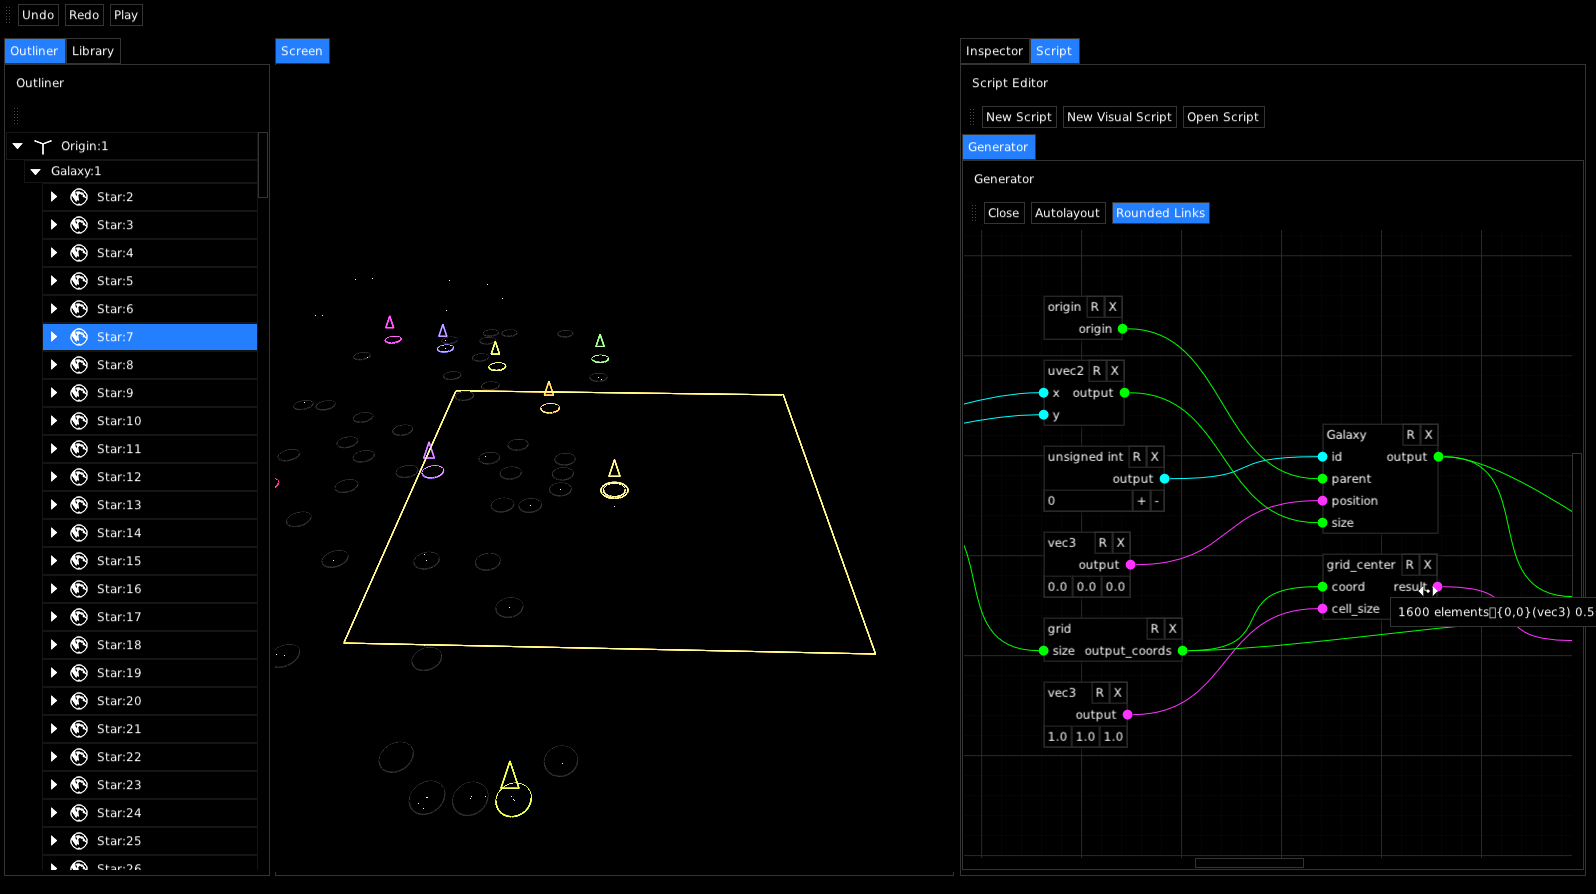 Undo Redo Play
Outliner Library
Outliner
Origin:1
Galaxy:1
Star:2
Star:3
Star:4
Star:5
Star:6
Star:7
Star:8
Star:9
Star:10
Star:11
Star:12
Star:13
Star:14
Star:15
Star:16
Star:17
Star:18
Star:19
Star:20
Star:21
Star:22
Star:23
Star:24
Star:25
Star:26
Screen
Inspector Script
Script Editor
New Script New Visual Script Open Script
Generator
Generator
Close Autolayout Rounded Links
origin R X
origin
uvec2 R X
x output
y
unsigned int R X
output
0 + -
vec3 R X
output
0.0 0.0 0.0
grid R X
size output_coords
vec3 R X
output
1.0 1.0 1.0
Galaxy R X
id output
parent
position
size
grid_center R X
coord result
cell_size
1600 elements▯{0,0}(vec3) 0.5